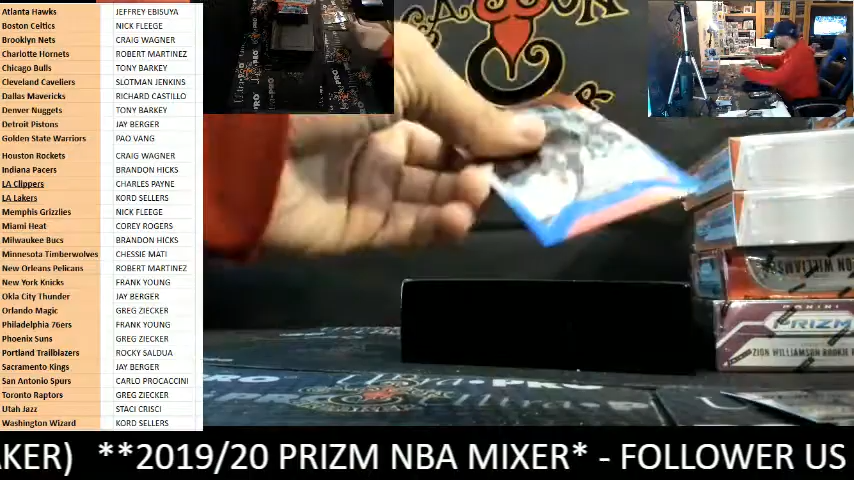 Atlanta Hawks JEFFREY EBISUYA
Boston Celtics NICK FLEEGE
Brooklyn Nets CRAIG WAGNER
Charlotte Hornets ROBERT MARTINEZ
Chicago Bulls TONY BARKEY
Cleveland Cavaliers SLOTMAN JENKINS
Dallas Mavericks RICHARD CASTILLO
Denver Nuggets TONY BARKEY
Detroit Pistons JAY BERGER
Golden State Warriors PAO VANG
Houston Rockets CRAIG WAGNER
Indiana Pacers BRANDON HICKS
LA Clippers CHARLES PAYNE
LA Lakers KORD SELLERS
Memphis Grizzlies NICK FLEEGE
Miami Heat COREY ROGERS
Milwaukee Bucs BRANDON HICKS
Minnesota Timberwolves CHESSIE MATI
New Orleans Pelicans ROBERT MARTINEZ
New York Knicks FRANK YOUNG
Okla City Thunder JAY BERGER
Orlando Magic GREG ZIECKER
Philadelphia 76ers FRANK YOUNG
Phoenix Suns GREG ZIECKER
Portland Trailblazers ROCKY SALDUA
Sacramento Kings JAY BERGER
San Antonio Spurs CARLO PROCACCINI
Toronto Raptors GREG ZIECKER
Utah Jazz STACI CRISCI
Washington Wizard KORD SELLERS
WILLIAMSON
PANINI
PRIZM
ZION WILLIAMSON ROOKIE
Ultra PRO
AKER) **2019/20 PRIZM NBA MIXER* - FOLLOWER US